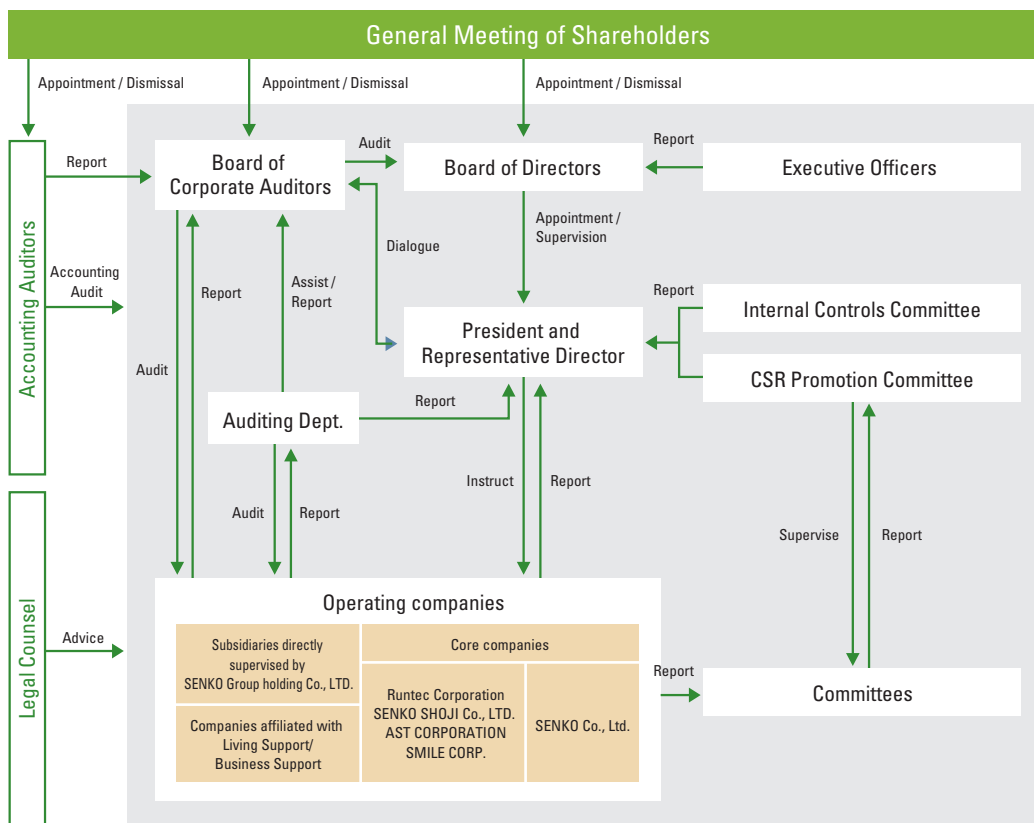 General Meeting of Shareholders
Appointment / Dismissal
Appointment / Dismissal
Appointment / Dismissal
Accounting Auditors
Report
Board of
Corporate Auditors
Audit
Board of Directors
Report
Executive Officers
Appointment /
Supervision
Dialogue
Accounting
Audit
Report
Assist /
Report
Report
Internal Controls Committee
President and
Representative Director
CSR Promotion Committee
Audit
Auditing Dept.
Report
Instruct
Report
Audit
Report
Supervise
Report
Legal Counsel
Advice
Operating companies
Subsidiaries directly
supervised by
SENKO Group holding Co., LTD.
Companies affiliated with
Living Support/
Business Support
Core companies
Runtec Corporation
SENKO SHOJI Co., LTD.
AST CORPORATION
SMILE CORP.
SENKO Co., Ltd.
Report
Committees